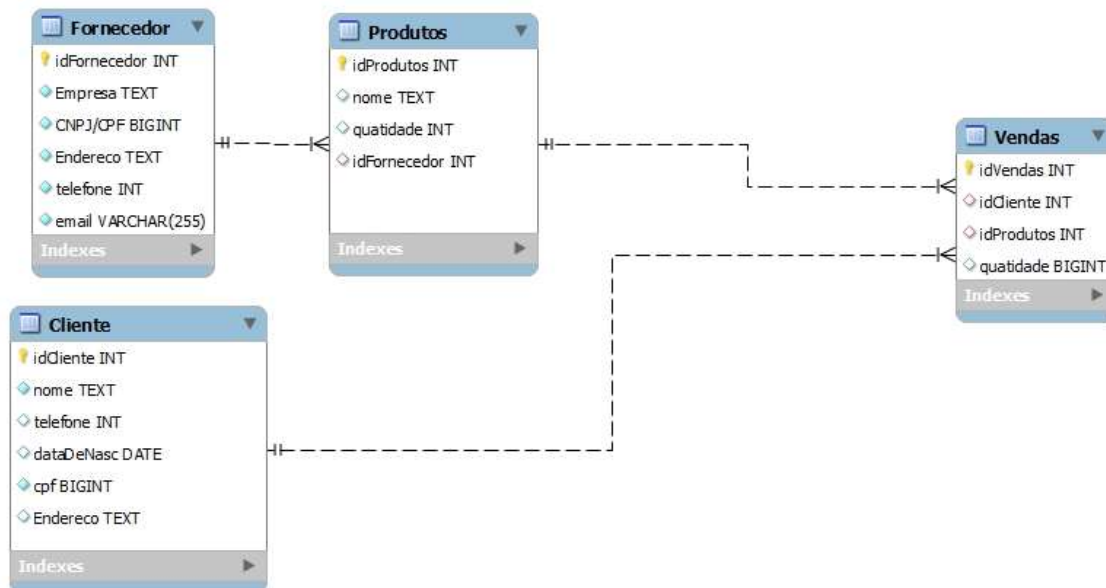 Fornecedor
idFornecedor INT
Empresa TEXT
CNPJ/CPF BIGINT
Endereco TEXT
telefone INT
email VARCHAR(255)
Indexes
Produtos
idProdutos INT
nome TEXT
quatidade INT
idFornecedor INT
Indexes
Vendas
idVendas INT
idCliente INT
idProdutos INT
quatidade BIGINT
Indexes
Cliente
idCliente INT
nome TEXT
telefone INT
dataDeNasc DATE
cpf BIGINT
Endereco TEXT
Indexes